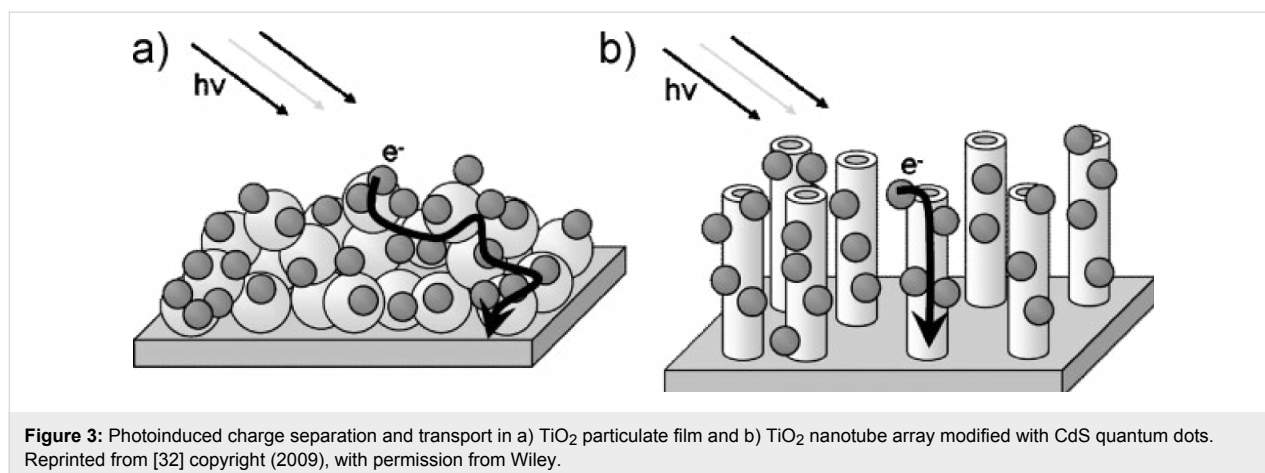 a)
hν
e-
b)
hν
e-
Figure 3: Photoinduced charge separation and transport in a) TiO2 particulate film and b) TiO2 nanotube array modified with CdS quantum dots.
Reprinted from [32] copyright (2009), with permission from Wiley.